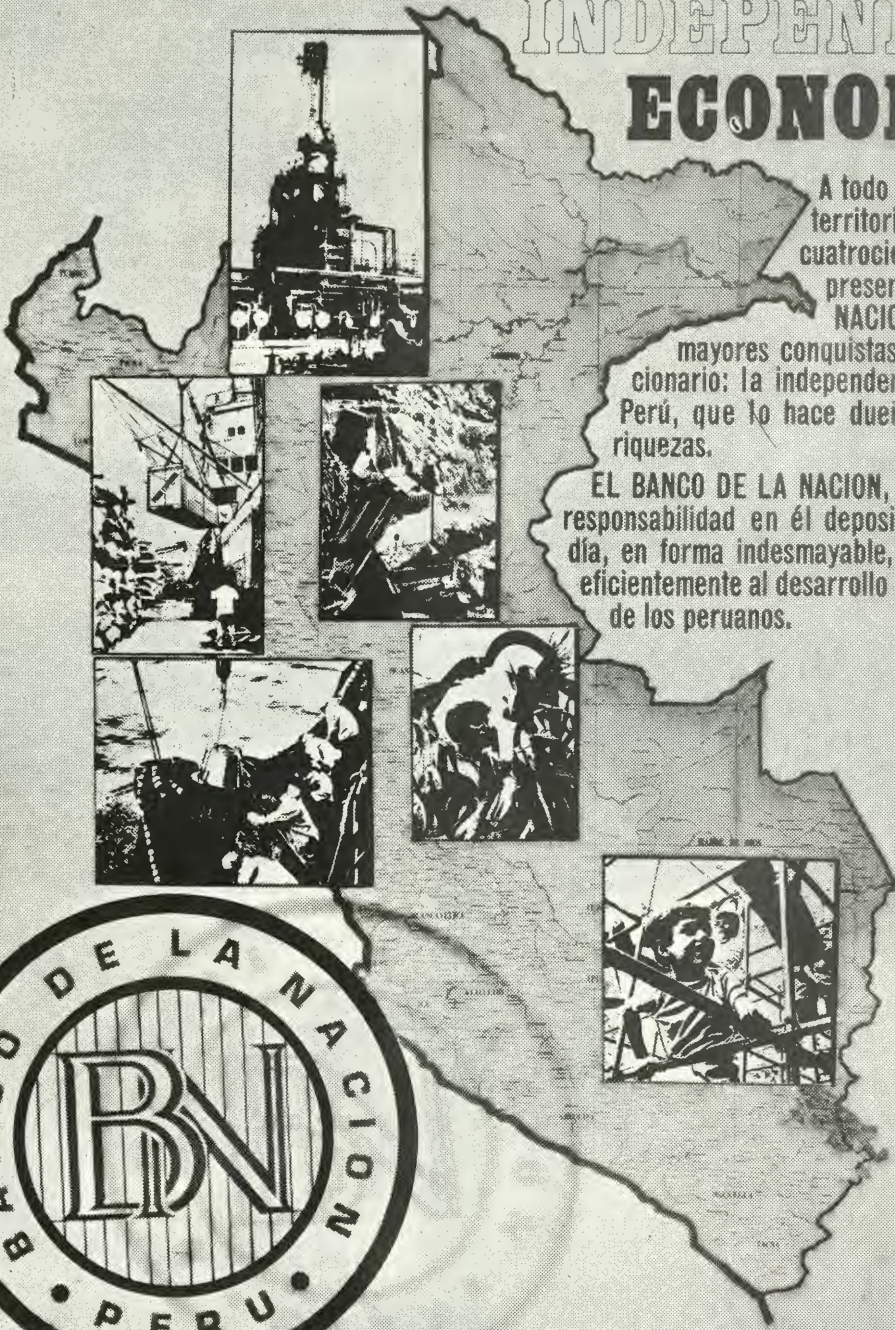 INDEPEN
ECONO
A todo
territori
cuatrocie
presen
NACIO
mayores conquistas
cionario: la independen
Perú, que lo hace due
riquezas.
EL BANCO DE LA NACION,
responsabilidad en él deposi
día, en forma indesmayable,
eficientemente al desarrollo
de los peruanos.
DE LA NACION
BN
PERU